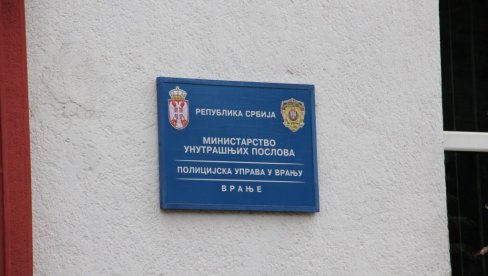 РЕПУБЛИКА СРБИЈА
МИНИСТАРСТВО
УНУТРАШЊИХ ПОСЛОВА
ПОЛИЦИЈСКА УПРАВА У ВРАЊУ
ВРАЊЕ